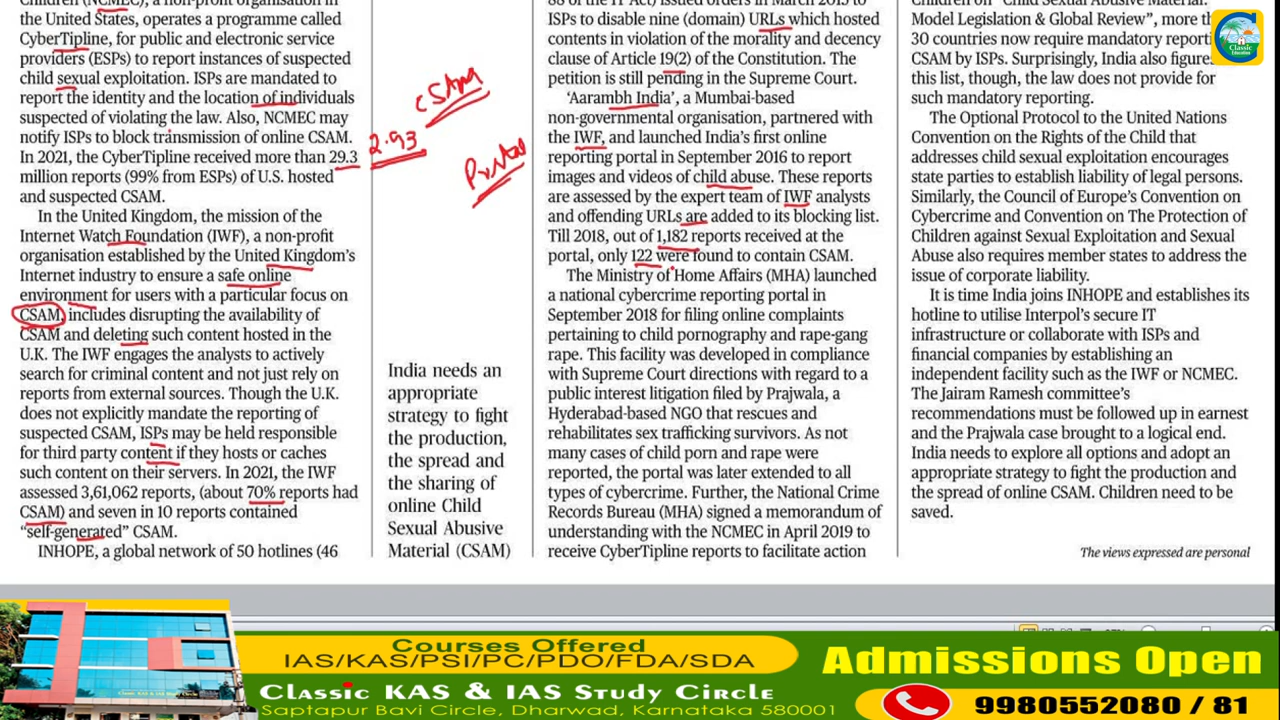 Children (NCMEC), a non-profit organisation in
the United States, operates a programme called
CyberTipline, for public and electronic service
providers (ESPs) to report instances of suspected
child sexual exploitation. ISPs are mandated to
report the identity and the location of individuals
suspected of violating the law. Also, NCMEC may
notify ISPs to block transmission of online CSAM.
In 2021, the CyberTipline received more than 29.3
million reports (99% from ESPs) of U.S. hosted
and suspected CSAM.
In the United Kingdom, the mission of the
Internet Watch Foundation (IWF), a non-profit
organisation established by the United Kingdom's
Internet industry to ensure a safe online
environment for users with a particular focus on
CSAM, includes disrupting the availability of
CSAM and deleting such content hosted in the
U.K. The IWF engages the analysts to actively
search for criminal content and not just rely on
reports from external sources. Though the U.K.
does not explicitly mandate the reporting of
suspected CSAM, ISPs may be held responsible
for third party content if they hosts or caches
such content on their servers. In 2021, the IWF
assessed 3,61,062 reports, (about 70% reports had
CSAM) and seven in 10 reports contained
“self-generated” CSAM.
INHOPE, a global network of 50 hotlines (46
CSAM
2.93
Portal
India needs an
appropriate
strategy to fight
the production,
the spread and
the sharing of
online Child
Sexual Abusive
Material (CSAM)
88 of the IT Act) issued orders in March 2015 to
ISPs to disable nine (domain) URLs which hosted
contents in violation of the morality and decency
clause of Article 19(2) of the Constitution. The
petition is still pending in the Supreme Court.
‘Aarambh India’, a Mumbai-based
non-governmental organisation, partnered with
the IWF, and launched India's first online
reporting portal in September 2016 to report
images and videos of child abuse. These reports
are assessed by the expert team of IWF analysts
and offending URLs are added to its blocking list.
Till 2018, out of 1,182 reports received at the
portal, only 122 were found to contain CSAM.
The Ministry of Home Affairs (MHA) launched
a national cybercrime reporting portal in
September 2018 for filing online complaints
pertaining to child pornography and rape-gang
rape. This facility was developed in compliance
with Supreme Court directions with regard to a
public interest litigation filed by Prajwala, a
Hyderabad-based NGO that rescues and
rehabilitates sex trafficking survivors. As not
many cases of child porn and rape were
reported, the portal was later extended to all
types of cybercrime. Further, the National Crime
Records Bureau (MHA) signed a memorandum of
understanding with the NCMEC in April 2019 to
receive CyberTipline reports to facilitate action
Children on “Child Sexual Abusive Material:
Model Legislation & Global Review”, more
30 countries now require mandatory
CSAM by ISPs. Surprisingly, India also figures
this list, though, the law does not provide for
such mandatory reporting.
The Optional Protocol to the United Nations
Convention on the Rights of the Child that
addresses child sexual exploitation encourages
state parties to establish liability of legal persons.
Similarly, the Council of Europe's Convention on
Cybercrime and Convention on The Protection of
Children against Sexual Exploitation and Sexual
Abuse also requires member states to address the
issue of corporate liability.
It is time India joins INHOPE and establishes its
hotline to utilise Interpol's secure IT
infrastructure or collaborate with ISPs and
financial companies by establishing an
independent facility such as the IWF or NCMEC.
The Jairam Ramesh committee's
recommendations must be followed up in earnest
and the Prajwala case brought to a logical end.
India needs to explore all options and adopt an
appropriate strategy to fight the production and
the spread of online CSAM. Children need to be
saved.
The views expressed are personal
Classic
Education
Courses Offered
IAS/KAS/PSI/PC/PDO/FDA/SDA
Classic KAS & IAS Study Circle
Saptapur Bavi Circle, Dharwad, Karnataka 580001
Admissions Open
9980552080 / 81